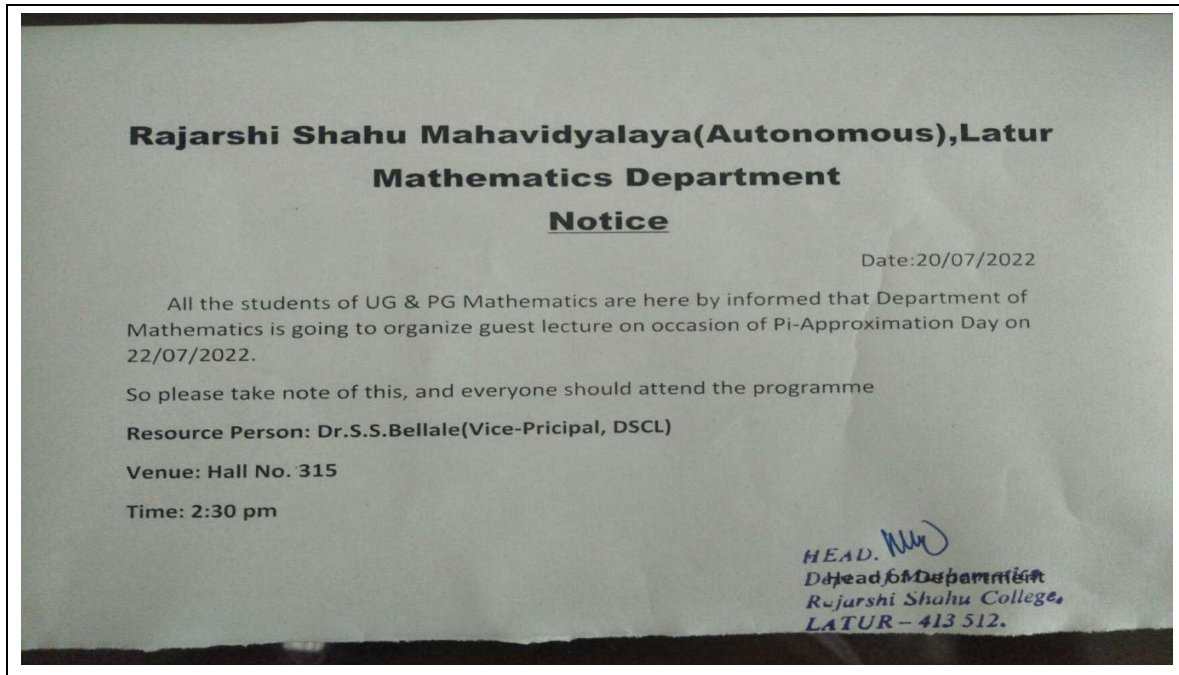 Rajarshi Shahu Mahavidyalaya(Autonomous),Latur
Mathematics Department
Notice
Date:20/07/2022
All the students of UG & PG Mathematics are here by informed that Department of
Mathematics is going to organize guest lecture on occasion of Pi-Approximation Day on
22/07/2022.
So please take note of this, and everyone should attend the programme
Resource Person: Dr.S.S.Bellale(Vice-Pricipal, DSCL)
Venue: Hall No. 315
Time: 2:30 pm
HEAD.
Head of Department
Rajarshi Shahu College,
LATUR – 413 512.